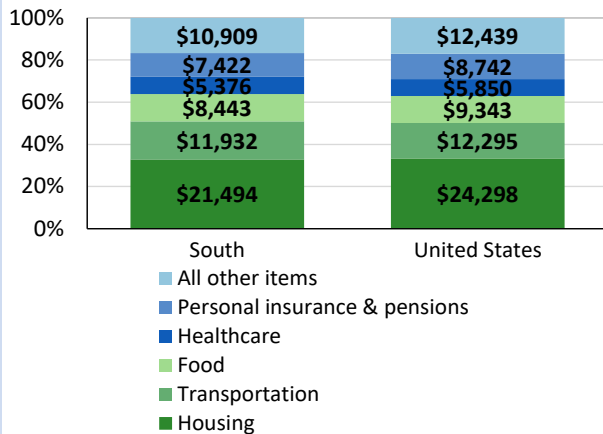 100%
$10,909
$12,439
80%
$7,422
$8,742
$5,376
$5,850
60%
$8,443
$9,343
40%
$11,932
$12,295
20%
$21,494
$24,298
0%
South
United States
All other items
Personal insurance & pensions
Healthcare
Food
Transportation
Housing